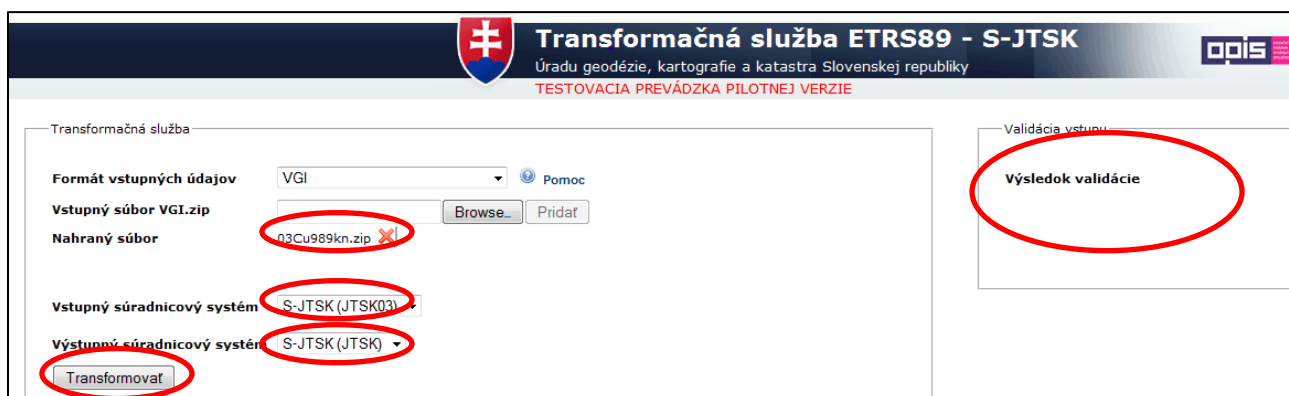 Transformačná služba ETRS89 - S-JTSK
Úradu geodézie, kartografie a katastra Slovenskej republiky
TESTOVACIA PREVÁDZKA PILOTNEJ VERZIE
opis
Transformačná služba
Formát vstupných údajov VGI Pomoc
Vstupný súbor VGI.zip Browse... Pridať
Nahraný súbor 03Cu989kn.zip
Vstupný súradnicový systém S-JTSK (JTSK03)
Výstupný súradnicový systém S-JTSK (JTSK)
Transformovať
Validácia vstupu
Výsledok validácie